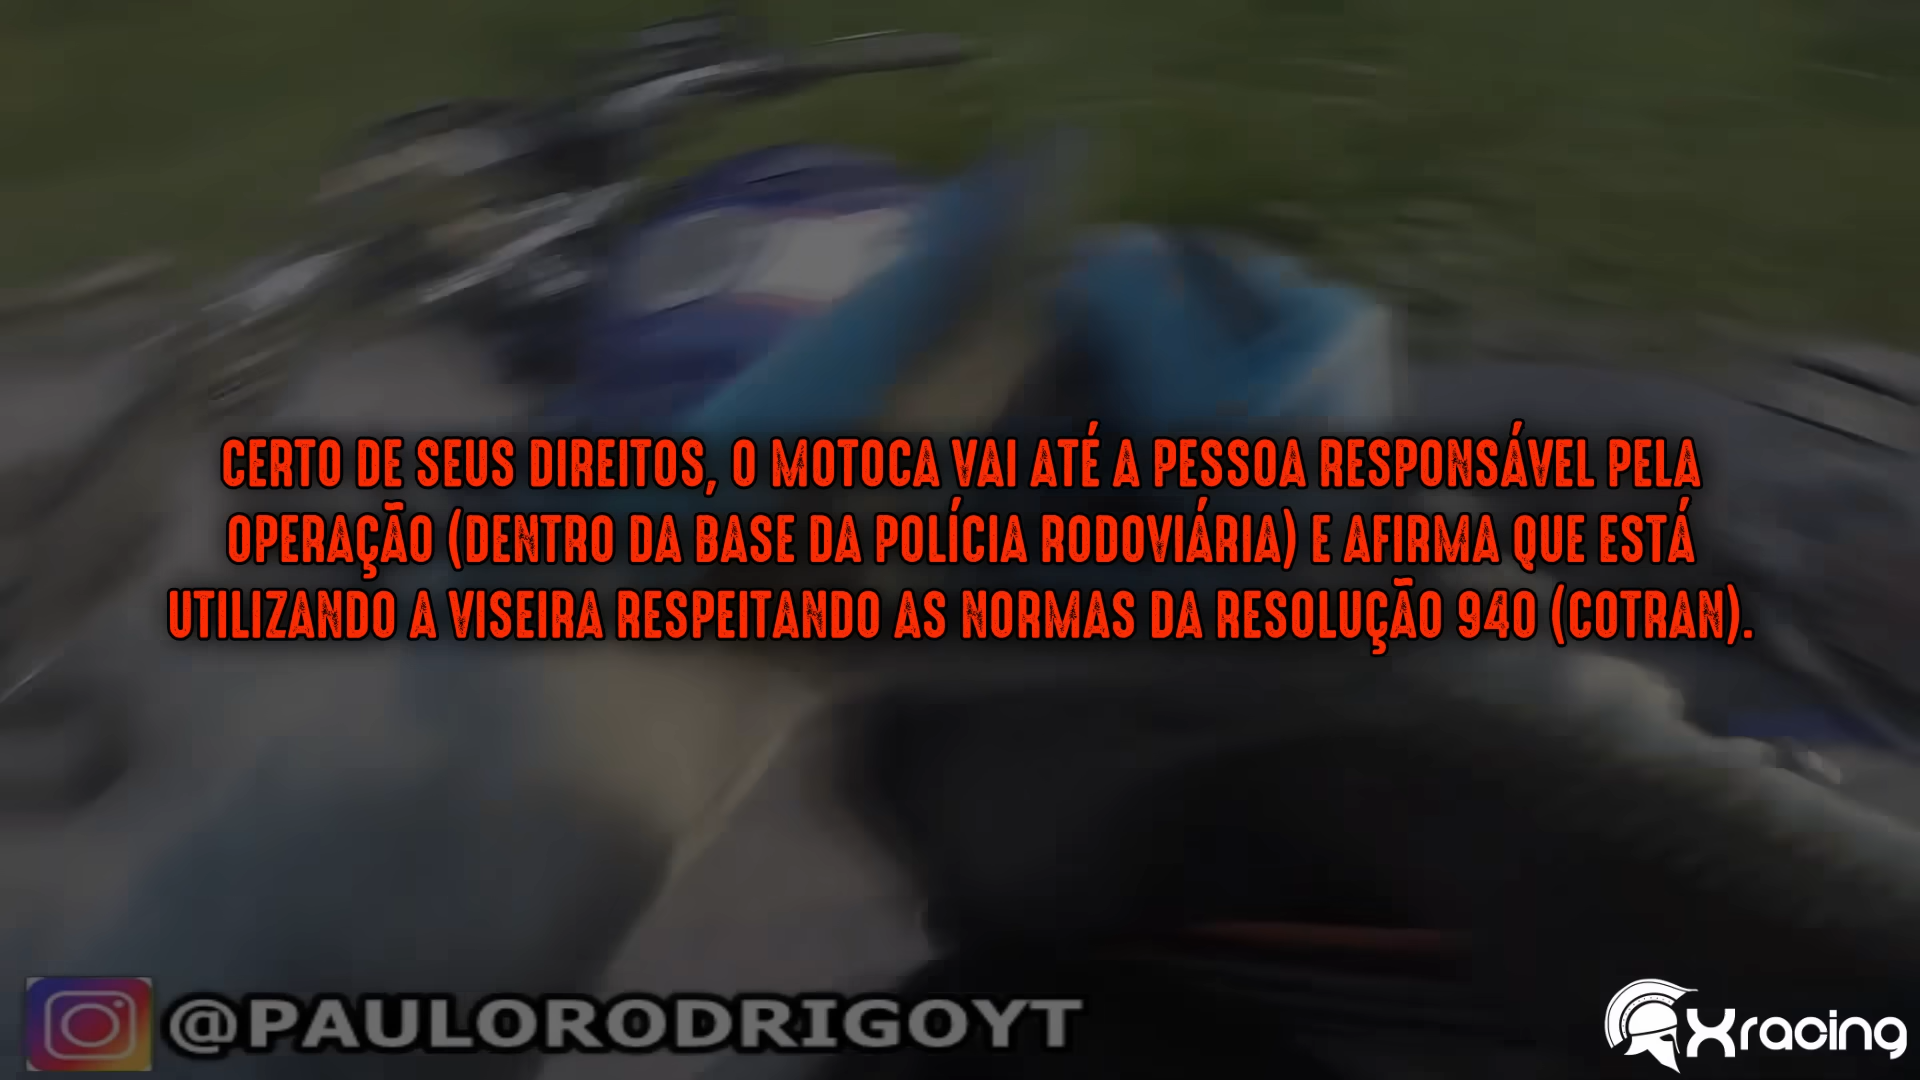 CERTO DE SEUS DIREITOS, O MOTOCA VAI ATÉ A PESSOA RESPONSÁVEL PELA
OPERAÇÃO (DENTRO DA BASE DA POLÍCIA RODOVIÁRIA) E AFIRMA QUE ESTÁ
UTILIZANDO A VISEIRA RESPEITANDO AS NORMAS DA RESOLUÇÃO 940 (COTRAN).
@PAULORODRIGOYT
Xracing